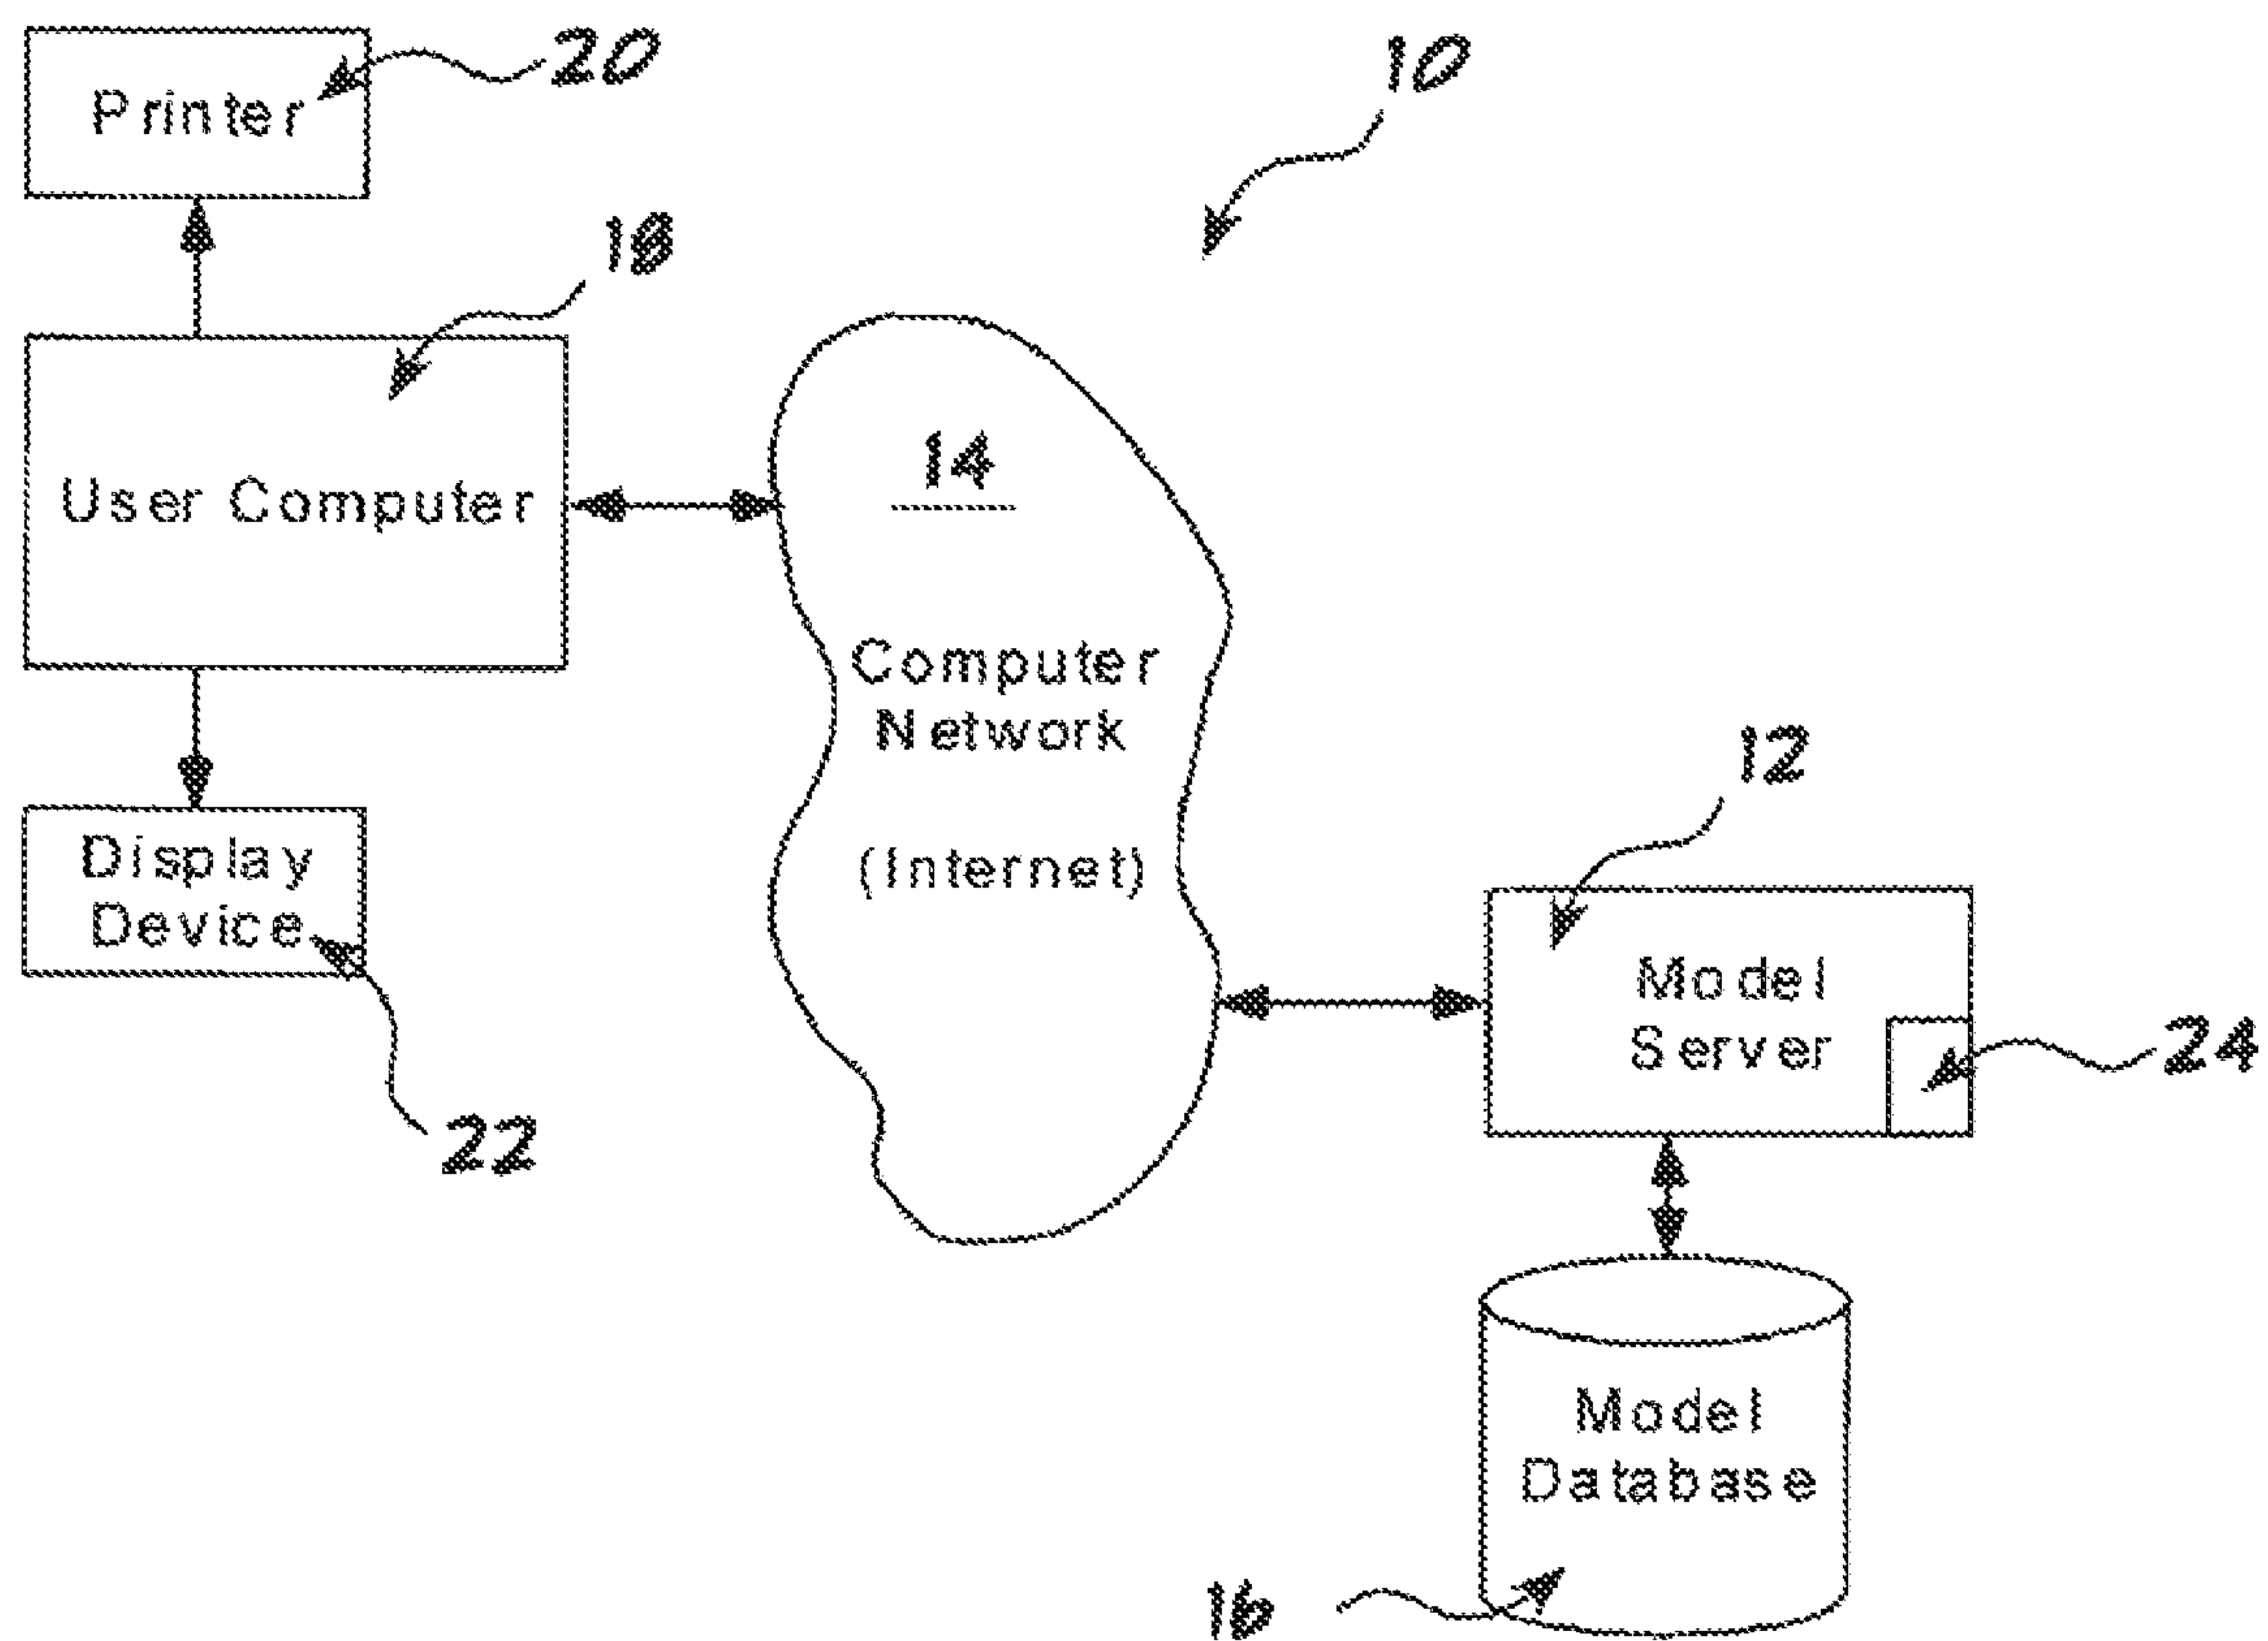 20
Printer
10
18
14
User Computer
Computer
Network
(Internet)
12
Display
Device
22
Model
Server
24
Model
Database
16